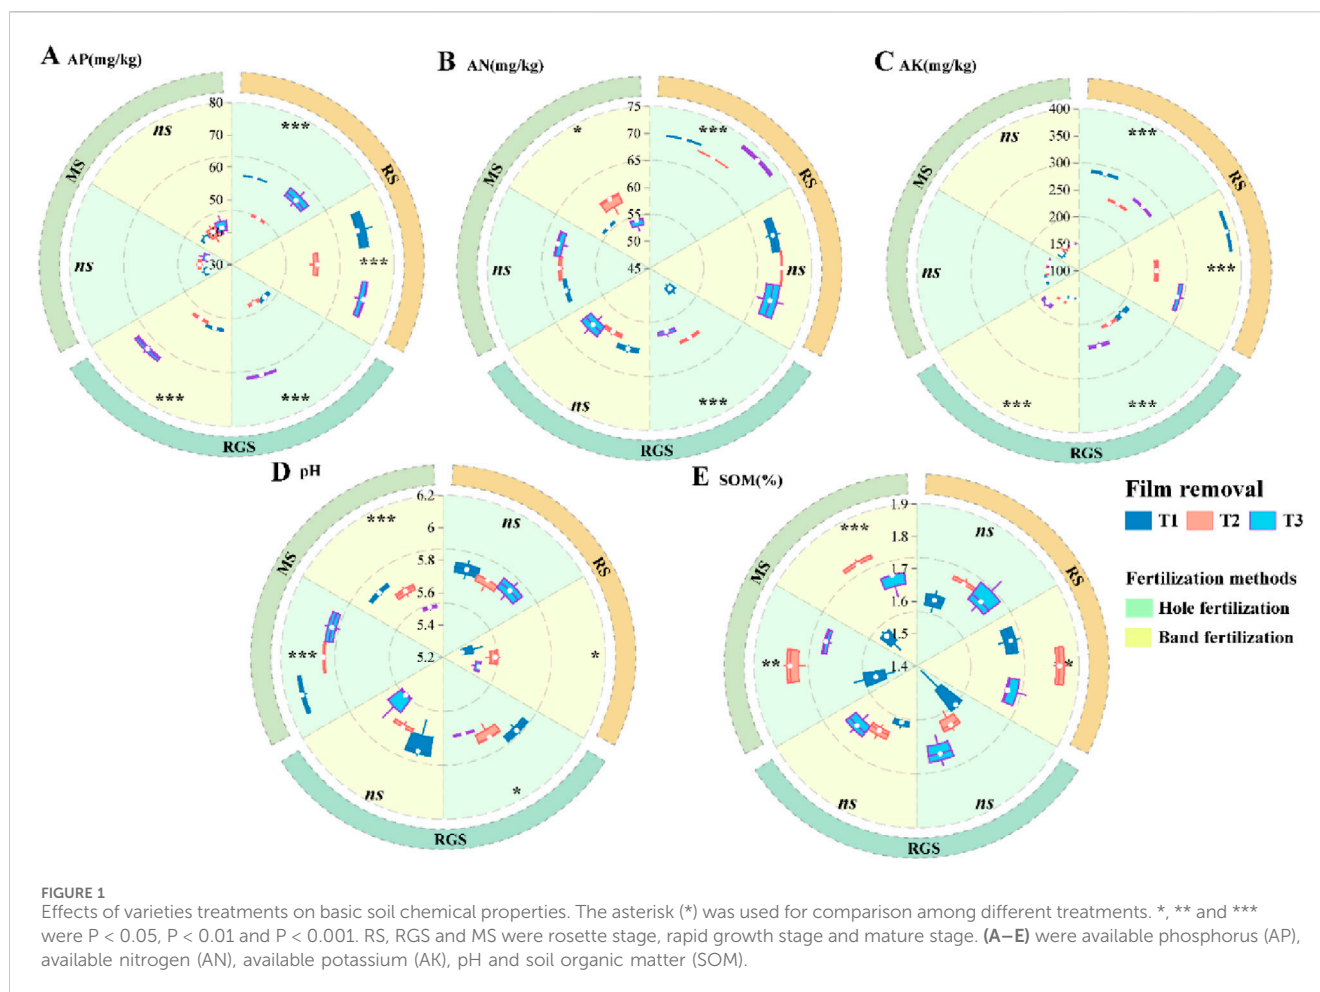 A AP(mg/kg)
80
70
60
50
30
ns
***
***
***
***
ns
MS
RS
RGS
B AN(mg/kg)
75
70
65
60
55
50
45
*
***
ns
***
ns
ns
MS
RS
RGS
C AK(mg/kg)
400
350
300
250
200
150
100
ns
***
***
***
***
ns
MS
RS
RGS
D pH
6.2
6
5.8
5.6
5.4
5.2
***
ns
*
*
ns
***
MS
RS
RGS
E SOM(%)
1.9
1.8
1.7
1.6
1.5
1.4
***
ns
*
ns
ns
**
MS
RS
RGS
Film removal
T1 T2 T3
Fertilization methods
Hole fertilization
Band fertilization
FIGURE 1
Effects of varieties treatments on basic soil chemical properties. The asterisk (*) was used for comparison among different treatments. *, ** and ***
were P < 0.05, P < 0.01 and P < 0.001. RS, RGS and MS were rosette stage, rapid growth stage and mature stage. (A–E) were available phosphorus (AP),
available nitrogen (AN), available potassium (AK), pH and soil organic matter (SOM).